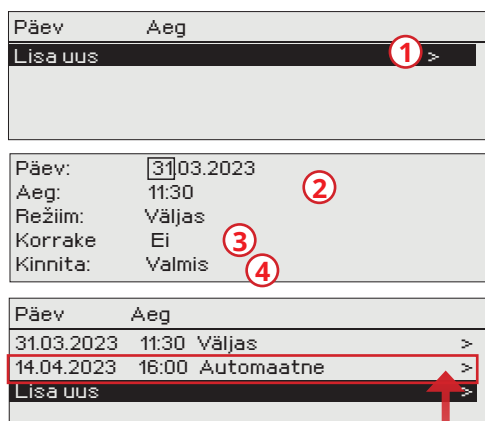 Päev Aeg
Lisa uus 1 >
Päev: 31.03.2023
Aeg: 11:30 2
Režiim: Väljas
Korrake Ei 3
Kinnita: Valmis 4
Päev Aeg
31.03.2023 11:30 Väljas >
14.04.2023 16:00 Automaatne >
Lisa uus >